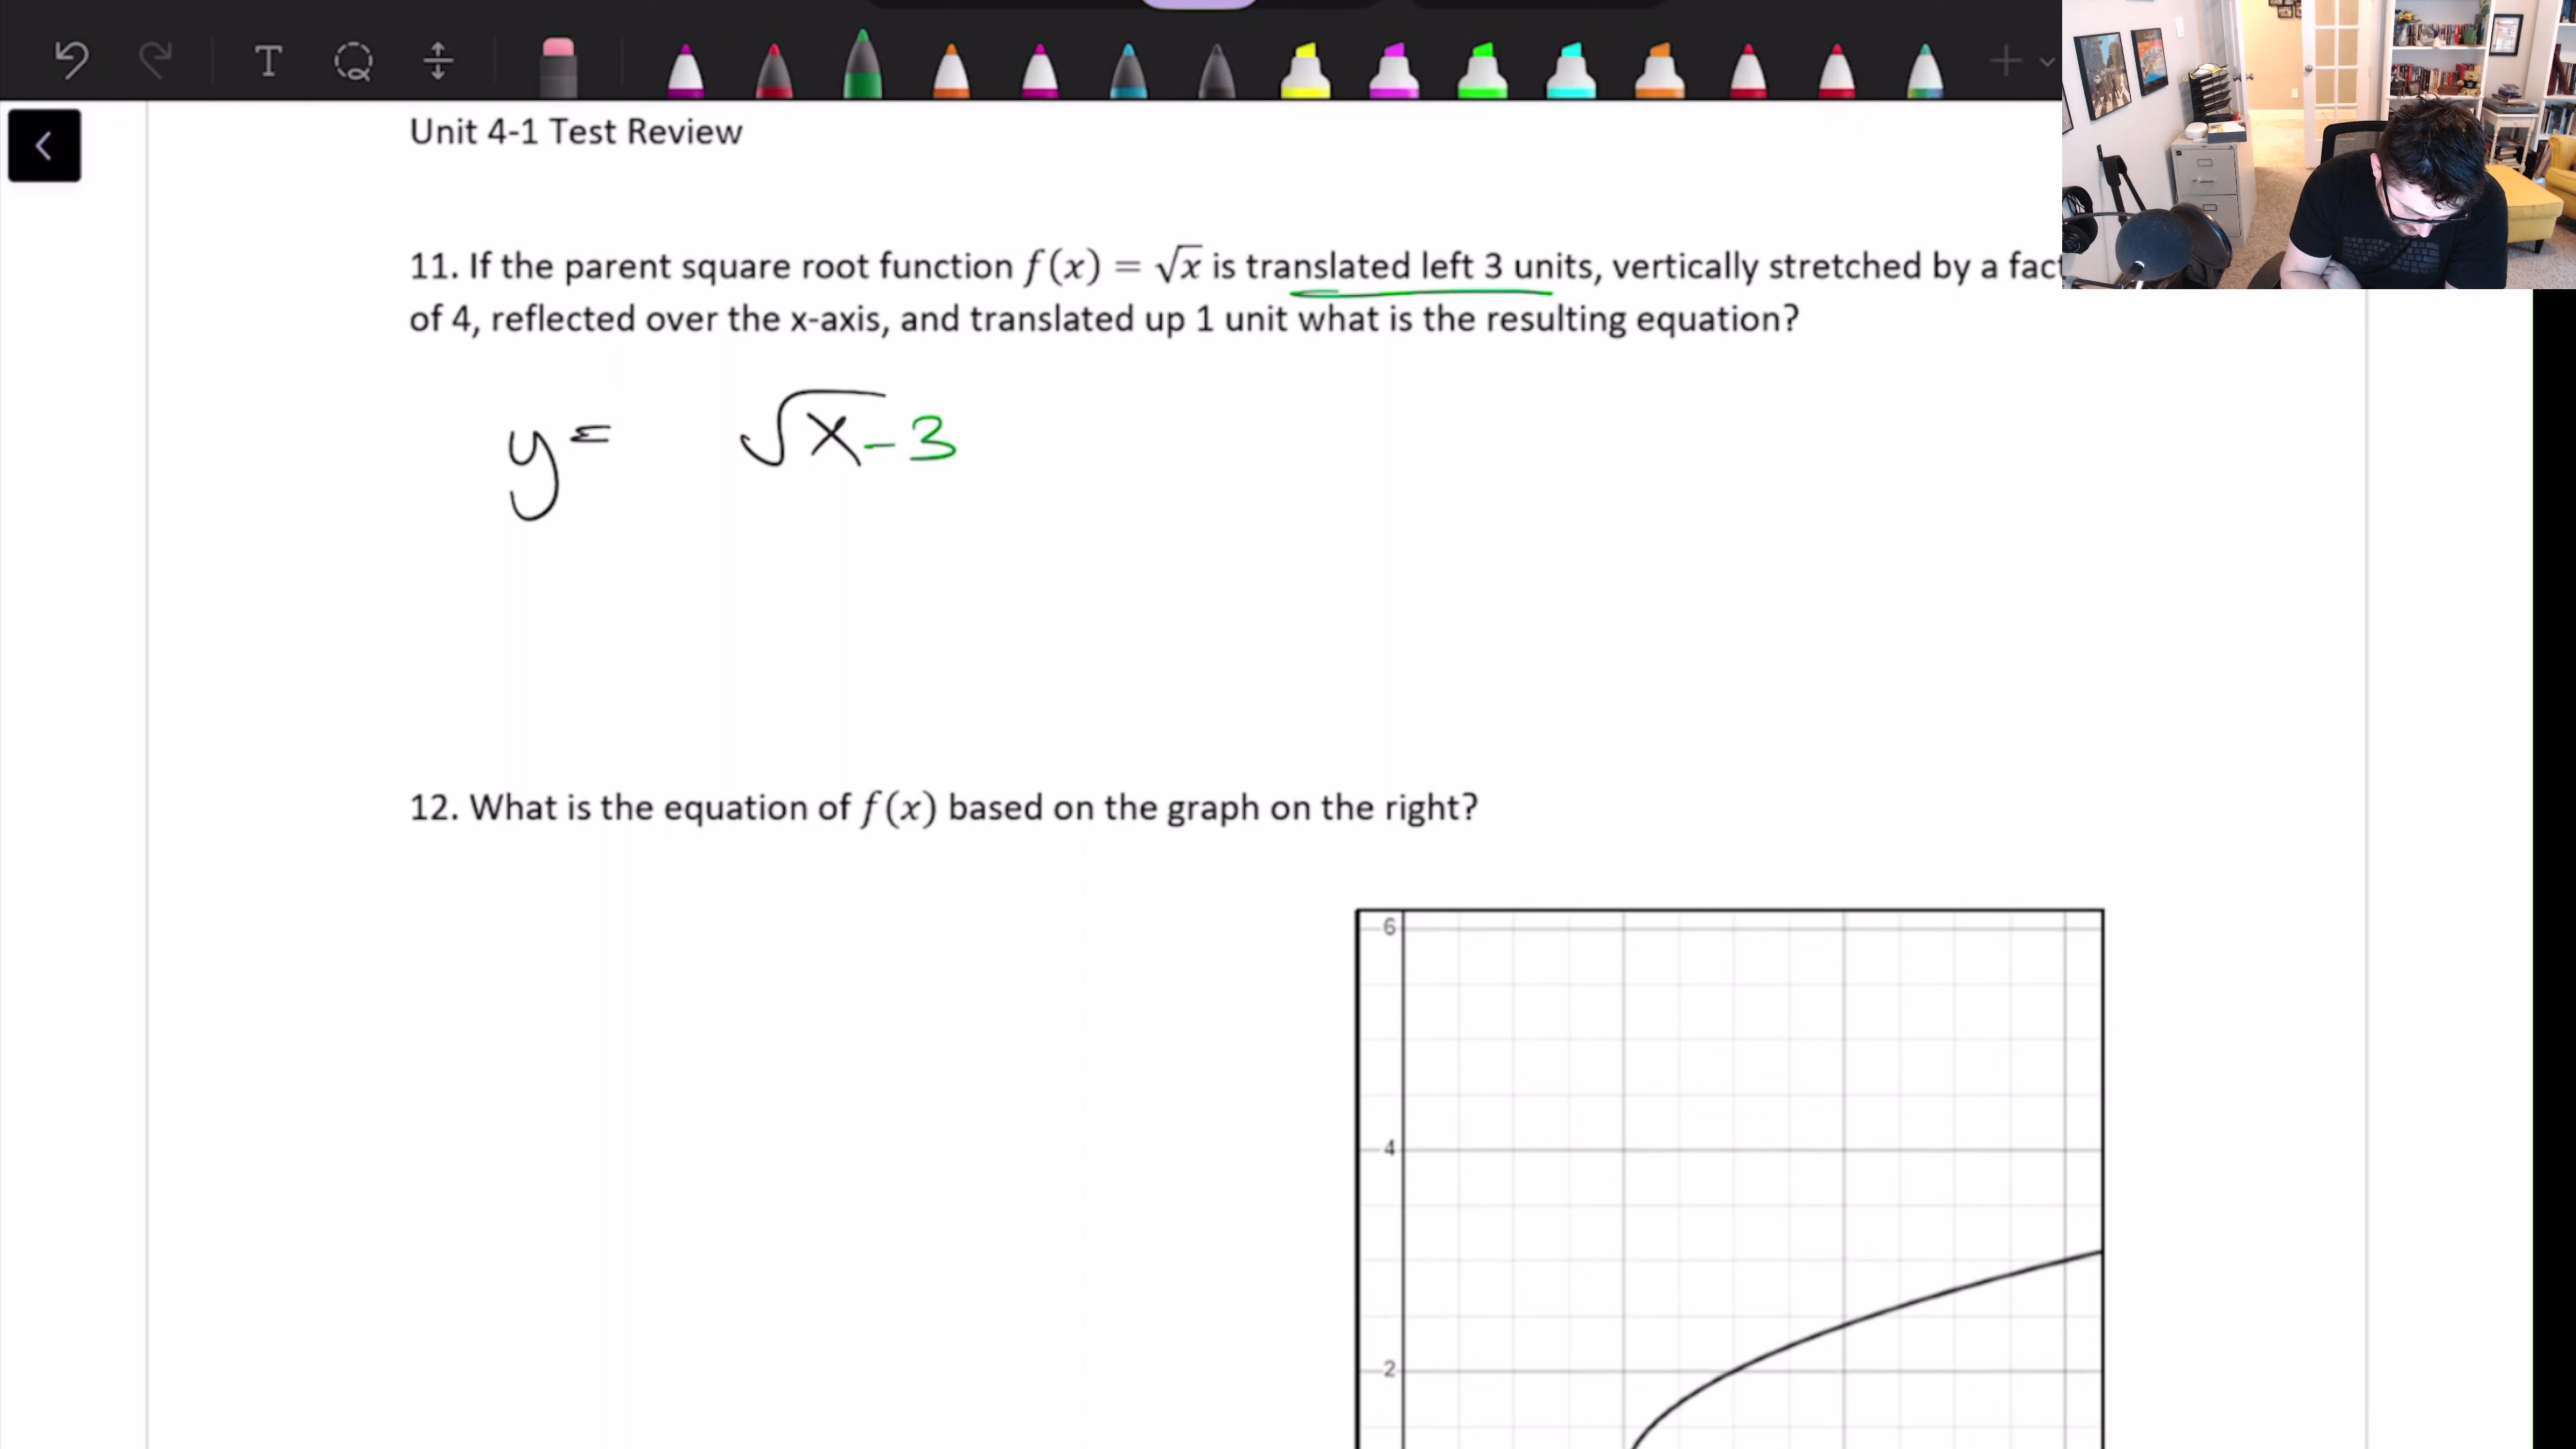 T
Unit 4-1 Test Review
11. If the parent square root function f(x) = √x is translated left 3 units, vertically stretched by a fact
of 4, reflected over the x-axis, and translated up 1 unit what is the resulting equation?
y = √x - 3
12. What is the equation of f(x) based on the graph on the right?
6
4
2